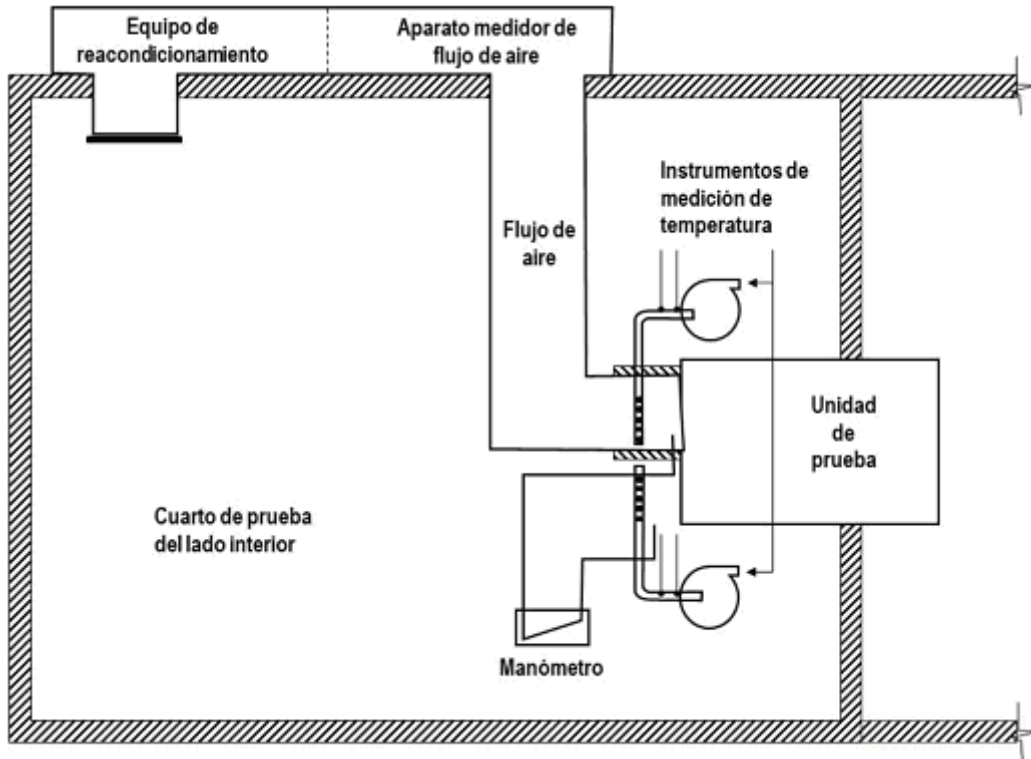 Equipo de
reacondicionamiento
Aparato medidor de
flujo de aire
Instrumentos de
medición de
temperatura
Flujo de
aire
Unidad
de
prueba
Cuarto de prueba
del lado interior
Manómetro